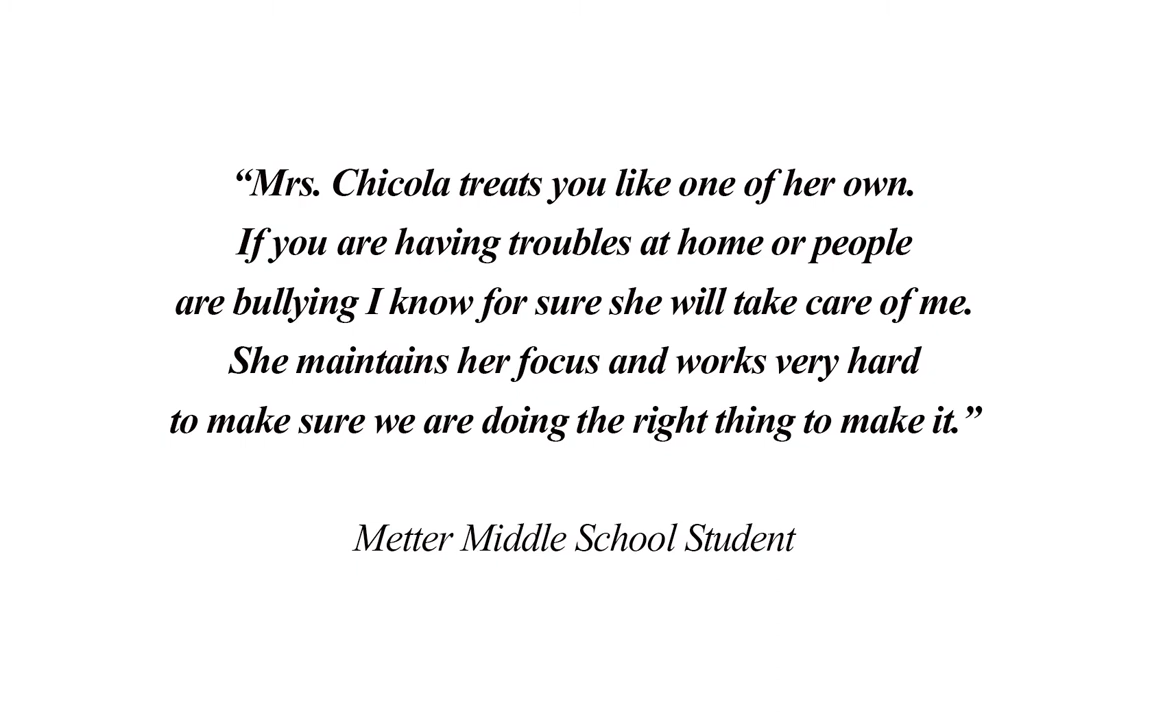 “Mrs. Chicola treats you like one of her own.
If you are having troubles at home or people
are bullying I know for sure she will take care of me.
She maintains her focus and works very hard
to make sure we are doing the right thing to make it.”
Metter Middle School Student